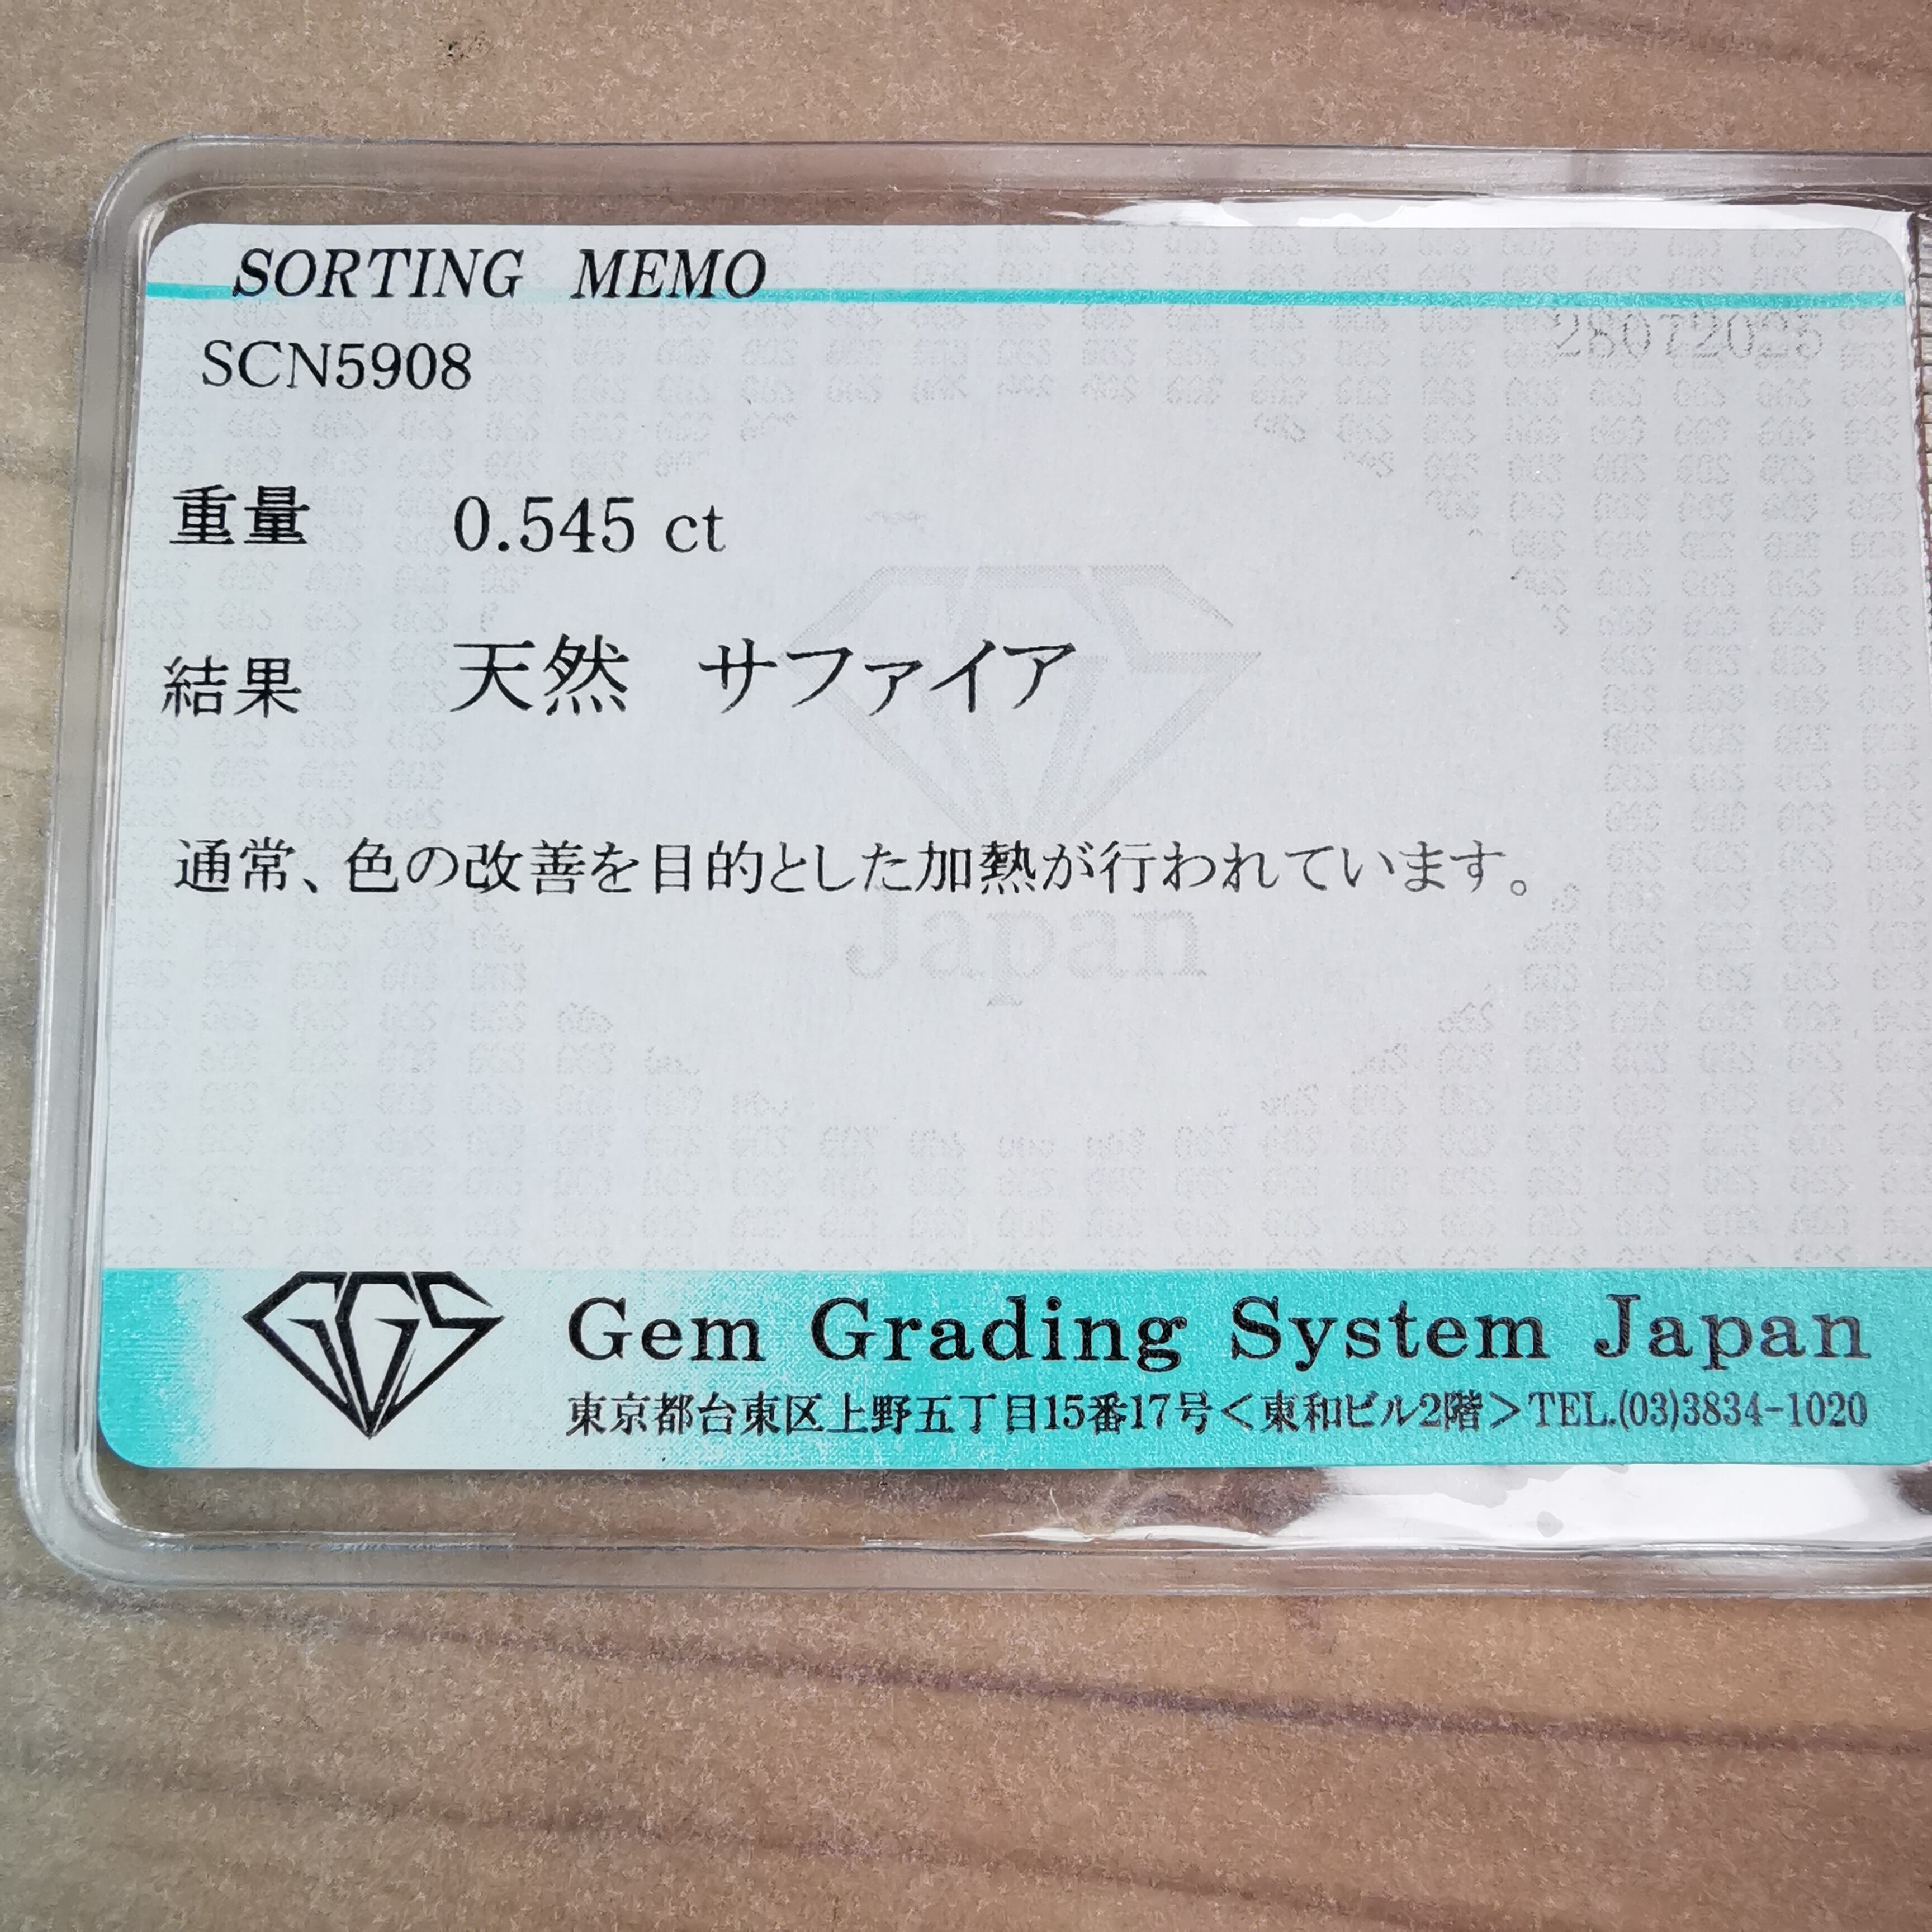 SORTING MEMO
28072025
SCN5908
重量 0.545 ct
結果 天然 サファイア
通常、色の改善を目的とした加熱が行われています。
Japan
GGS Gem Grading System Japan
東京都台東区上野五丁目15番17号＜東和ビル2階＞TEL.(03)3834-1020